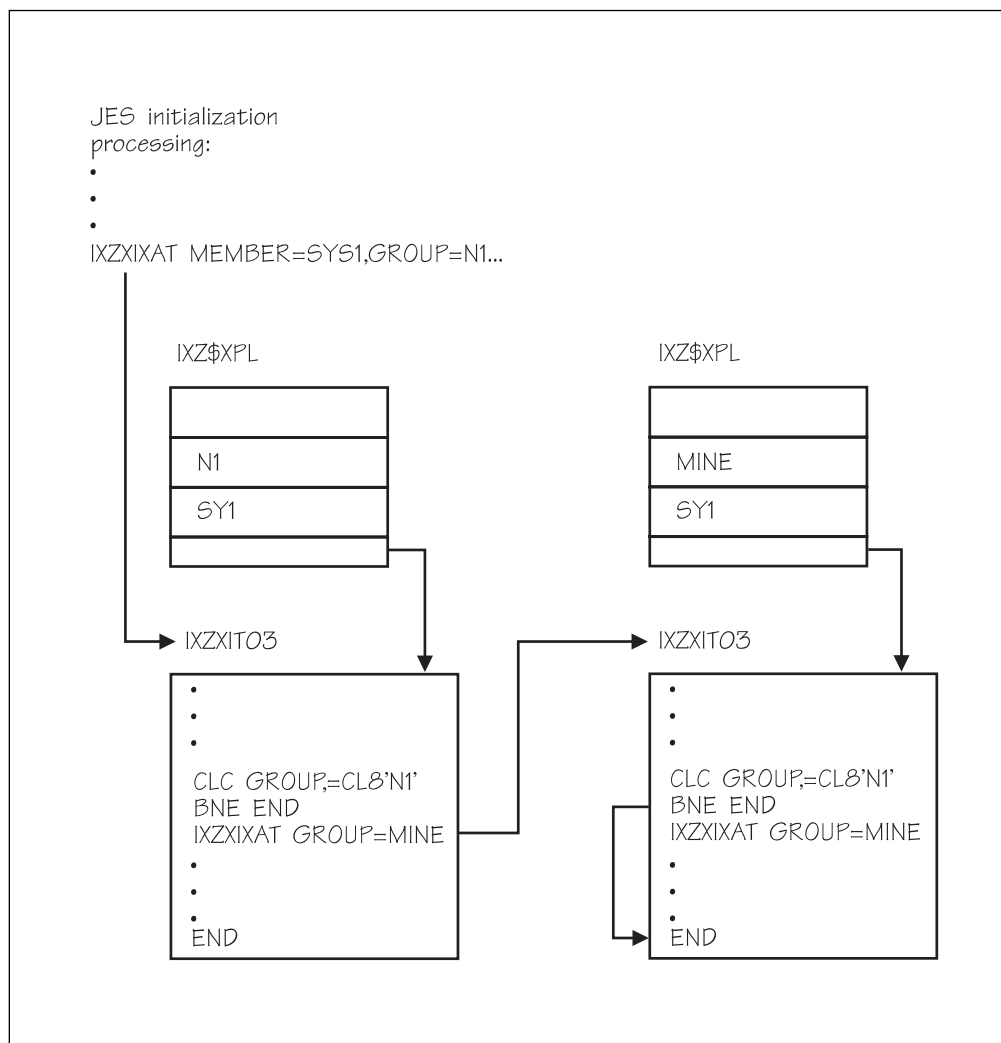 JES initialization
processing:
•
•
•
IXZXIXAT MEMBER=SYS1,GROUP=N1...
IXZ$XPL
N1
SY1
IXZ$XPL
MINE
SY1
IXZXIT03
•
•
•
CLC GROUP,=CL8'N1'
BNE END
IXZXIXAT GROUP=MINE
•
•
•
END
IXZXIT03
•
•
•
CLC GROUP,=CL8'N1'
BNE END
IXZXIXAT GROUP=MINE
•
•
•
END